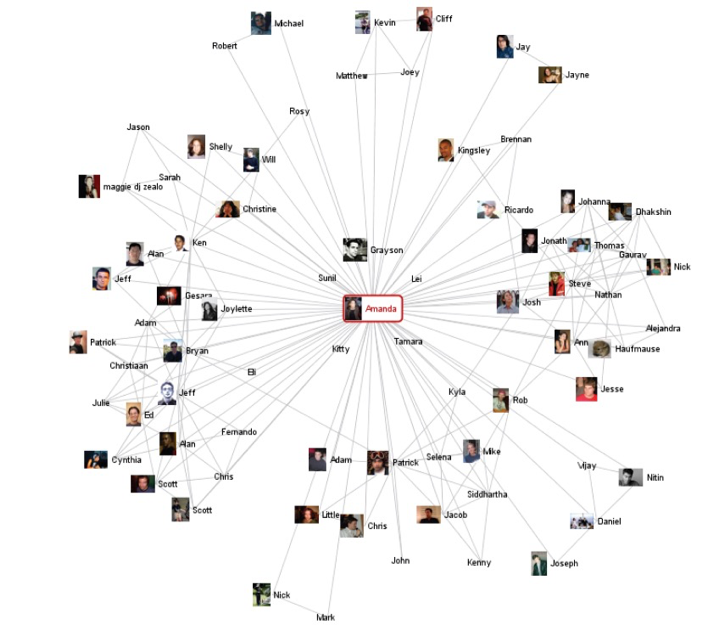 Michael
Kevin
Cliff
Robert
Jay
Matthew
Joey
Jayne
Rosy
Jason
Shelly
Will
Brennan
Kingsley
Sarah
maggie dj zealo
Christine
Ricardo
Johanna
Dhakshin
Ken
Grayson
Jonath
Thomas
Alan
Gaurav
Nick
Jeff
Sunil
Lei
Steve
Gesara
Nathan
Joylette
Amanda
Josh
Adam
Alejandra
Patrick
Bryan
Kitty
Tamara
Ann
Haufmause
Christiaan
Eli
Jeff
Kyla
Rob
Jesse
Julie
Ed
Fernando
Alan
Cynthia
Adam
Patrick
Selena
Mike
Vijay
Nitin
Scott
Chris
Siddhartha
Scott
Little
Chris
Jacob
Daniel
John
Kenny
Joseph
Nick
Mark